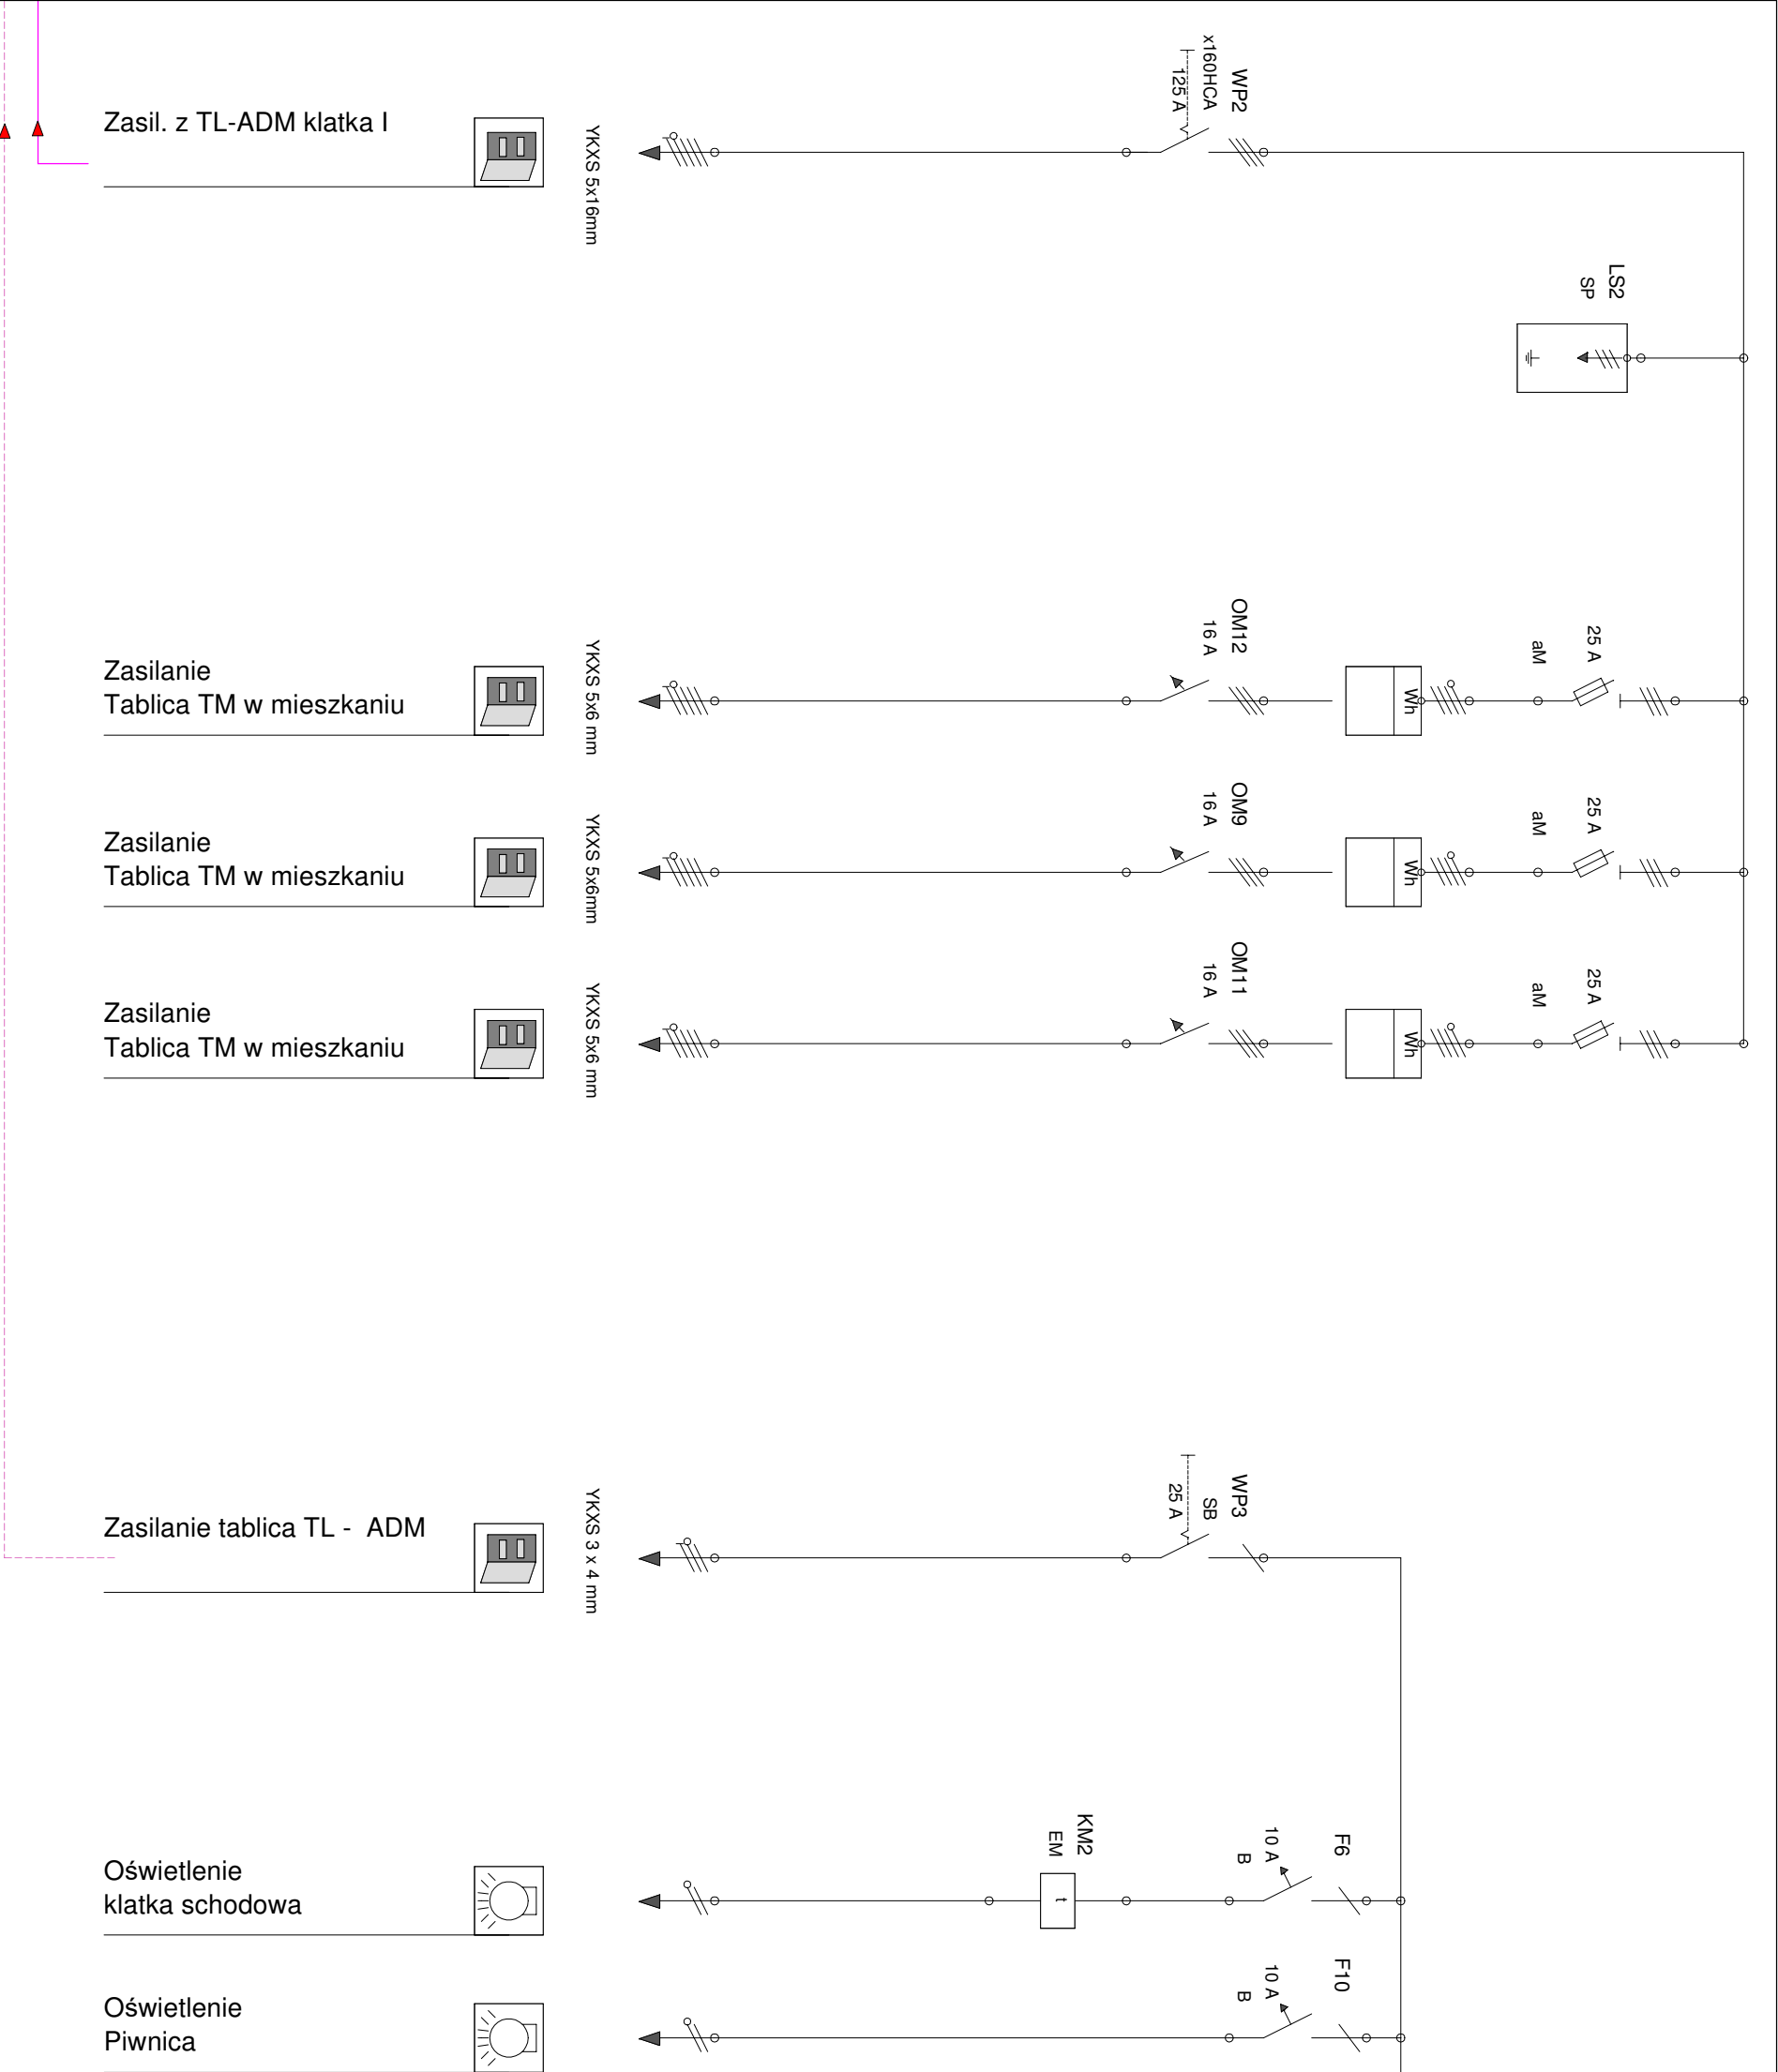 Zasil. z TL-ADM klatka I
YKXS 5x16mm
WP2
x160HCA
125 A
LS2
SP
Zasilanie
Tablica TM w mieszkaniu
YKXS 5x6 mm
OM12
16 A
Wh
aM
25 A
Zasilanie
Tablica TM w mieszkaniu
YKXS 5x6mm
OM9
16 A
Wh
aM
25 A
Zasilanie
Tablica TM w mieszkaniu
YKXS 5x6 mm
OM11
16 A
Wh
aM
25 A
Zasilanie tablica TL - ADM
YKXS 3 x 4 mm
WP3
SB
25 A
Oświetlenie
klatka schodowa
KM2
EM
t
F6
10 A
B
Oświetlenie
Piwnica
F10
10 A
B